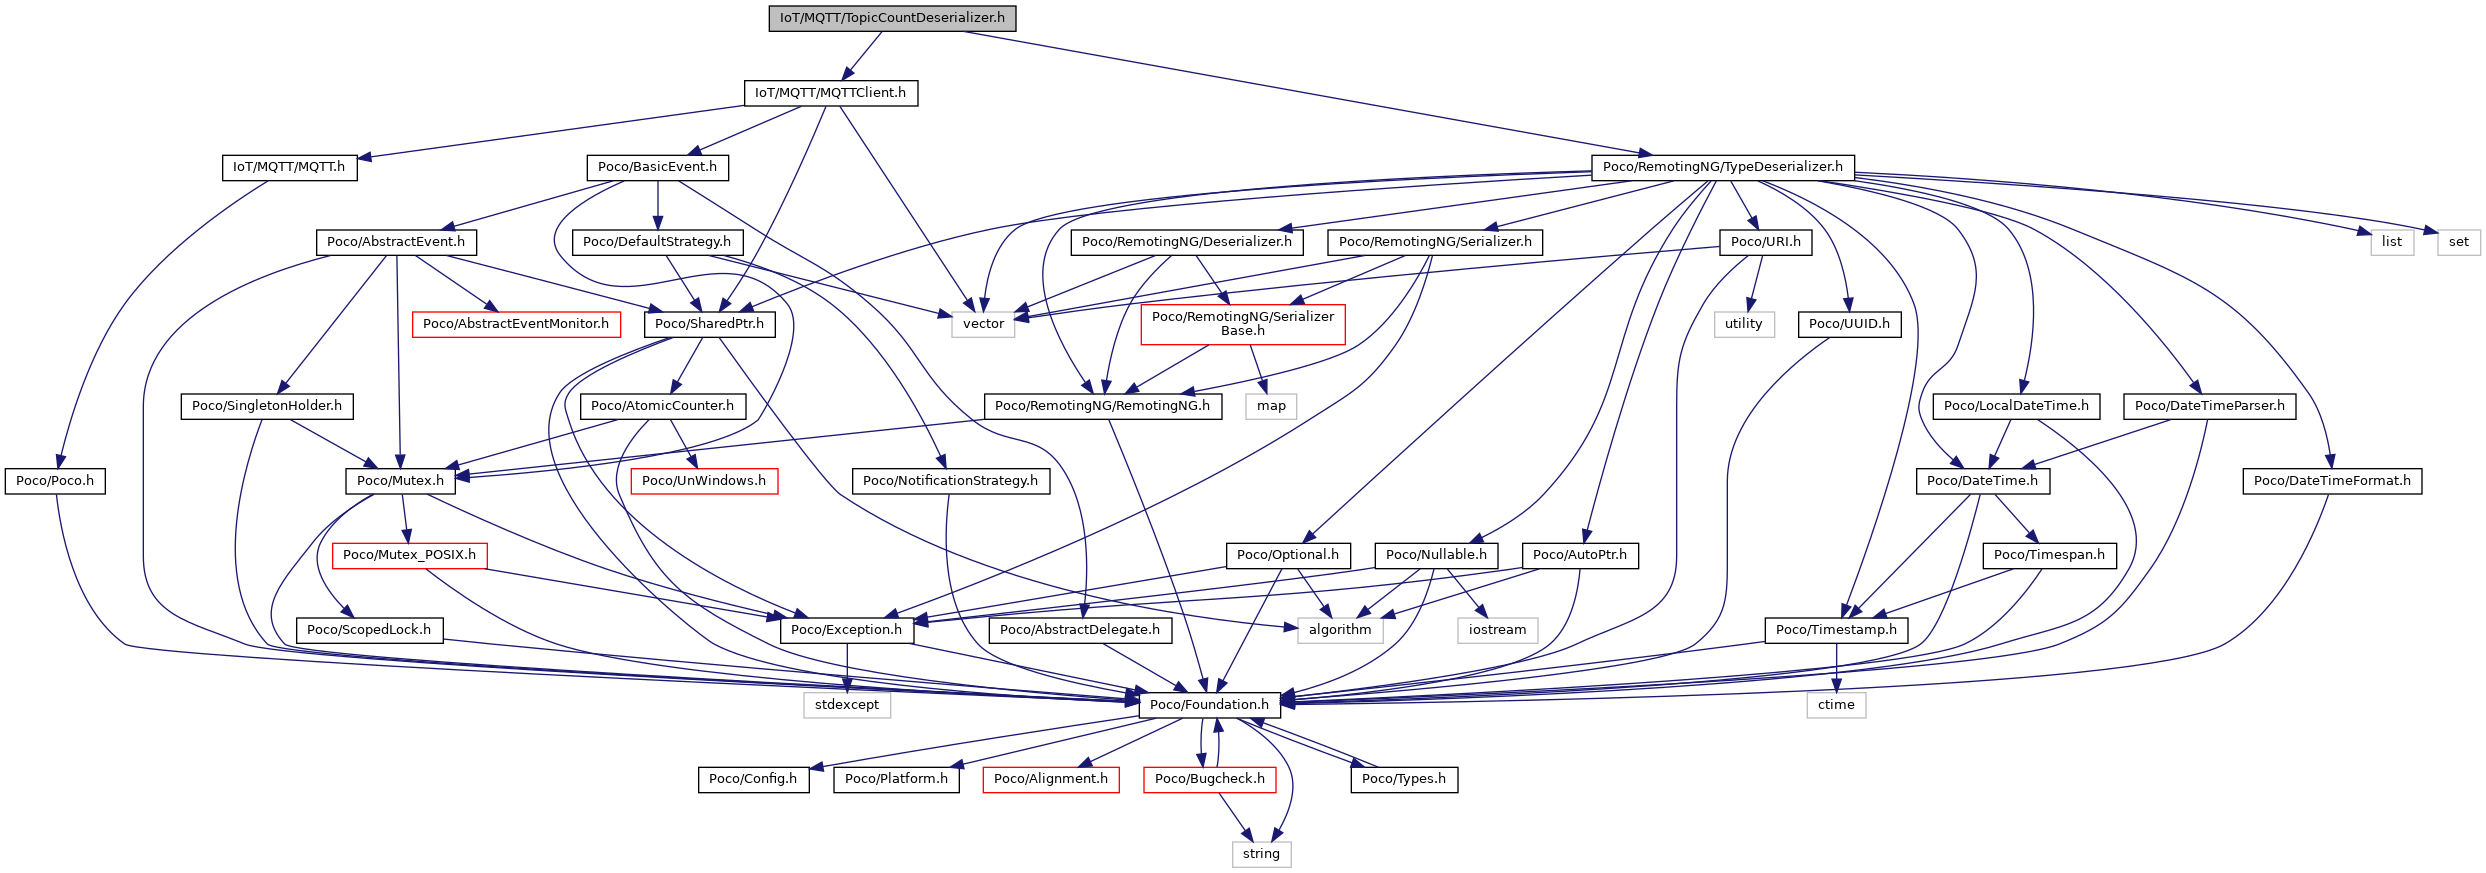 IoT/MQTT/TopicCountDeserializer.h
IoT/MQTT/MQTTClient.h
IoT/MQTT/MQTT.h
Poco/BasicEvent.h
Poco/RemotingNG/TypeDeserializer.h
Poco/AbstractEvent.h
Poco/DefaultStrategy.h
Poco/RemotingNG/Deserializer.h
Poco/RemotingNG/Serializer.h
Poco/URI.h
list
set
Poco/AbstractEventMonitor.h
Poco/SharedPtr.h
vector
Poco/RemotingNG/Serializer
Base.h
utility
Poco/UUID.h
Poco/SingletonHolder.h
Poco/AtomicCounter.h
Poco/RemotingNG/RemotingNG.h
map
Poco/LocalDateTime.h
Poco/DateTimeParser.h
Poco/Poco.h
Poco/Mutex.h
Poco/UnWindows.h
Poco/NotificationStrategy.h
Poco/DateTime.h
Poco/DateTimeFormat.h
Poco/Mutex_POSIX.h
Poco/Optional.h
Poco/Nullable.h
Poco/AutoPtr.h
Poco/Timespan.h
Poco/ScopedLock.h
Poco/Exception.h
Poco/AbstractDelegate.h
algorithm
iostream
Poco/Timestamp.h
stdexcept
Poco/Foundation.h
ctime
Poco/Config.h
Poco/Platform.h
Poco/Alignment.h
Poco/Bugcheck.h
Poco/Types.h
string